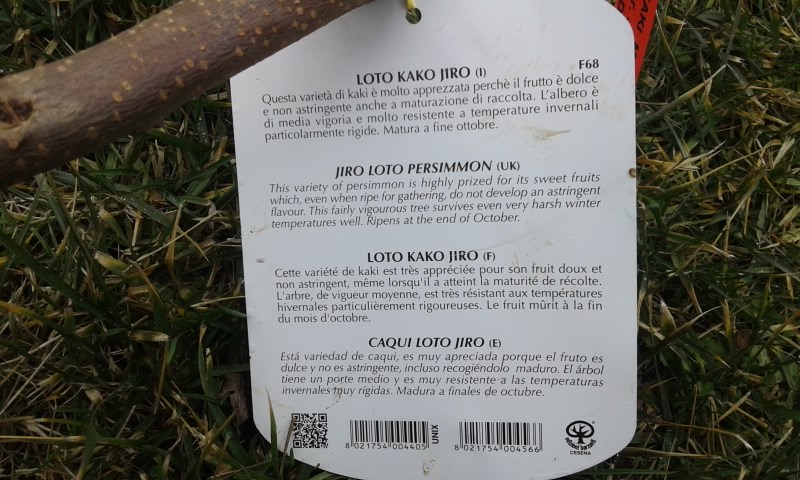 F68
LOTO KAKO JIRO (I)
Questa varietà di kaki è molto apprezzata perchè il frutto è dolce
e non astringente anche a maturazione di raccolta. L'albero è
di media vigoria e molto resistente a temperature invernali
particolarmente rigide. Matura a fine ottobre.
JIRO LOTO PERSIMMON (UK)
This variety of persimmon is highly prized for its sweet fruits
which, even when ripe for gathering, do not develop an astringent
flavour. This fairly vigourous tree survives even very harsh winter
temperatures well. Ripens at the end of October.
LOTO KAKO JIRO (F)
Cette variété de kaki est très appréciée pour son fruit doux et
non astringent, même lorsqu'il a atteint la maturité de récolte.
L'arbre, de vigueur moyenne, est très résistant aux températures
hivernales particulièrement rigoureuses. Le fruit mûrit à la fin
du mois d'octobre.
CAQUI LOTO JIRO (E)
Está variedad de caqui, es muy apreciada porque el fruto es
dulce y no es astringente, incluso recogiéndolo maduro. El árbol
tiene un porte medio y es muy resistente a las temperaturas
invernales muy rígidas. Madura a finales de octubre.
8 021754 004405
UNIX
8 021754 004566
CESENA